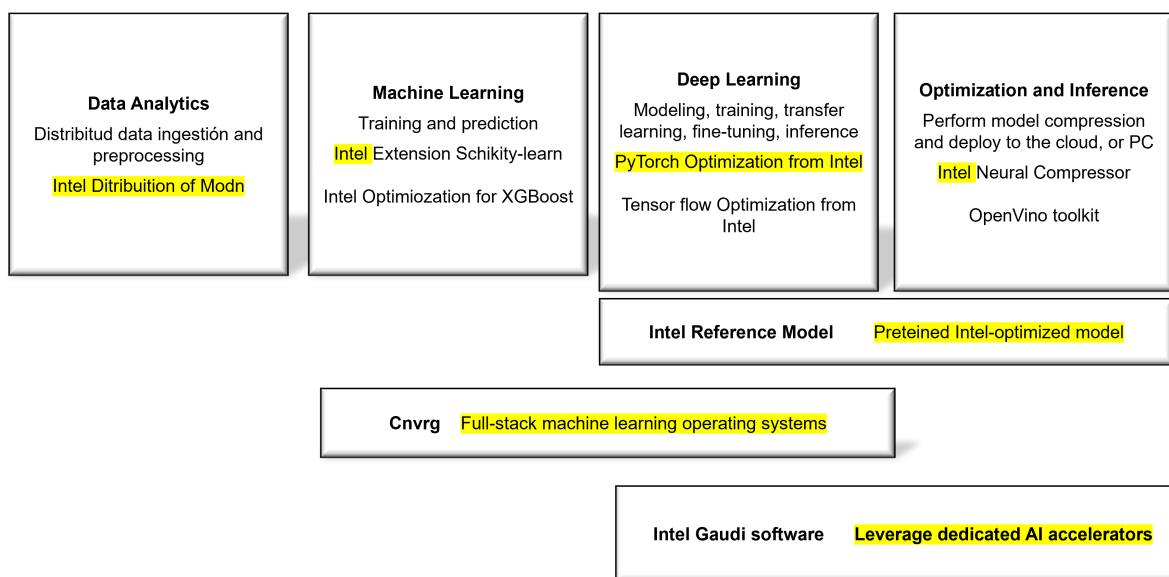 Data Analytics
Distribitud data ingestión and
preprocessing
Intel Ditribuition of Modn
Machine Learning
Training and prediction
Intel Extension Schikity-learn
Intel Optimiozation for XGBoost
Deep Learning
Modeling, training, transfer
learning, fine-tuning, inference
PyTorch Optimization from Intel
Tensor flow Optimization from
Intel
Optimization and Inference
Perform model compression
and deploy to the cloud, or PC
Intel Neural Compressor
OpenVino toolkit
Intel Reference Model Preteined Intel-optimized model
Cnvrg Full-stack machine learning operating systems
Intel Gaudi software Leverage dedicated AI accelerators